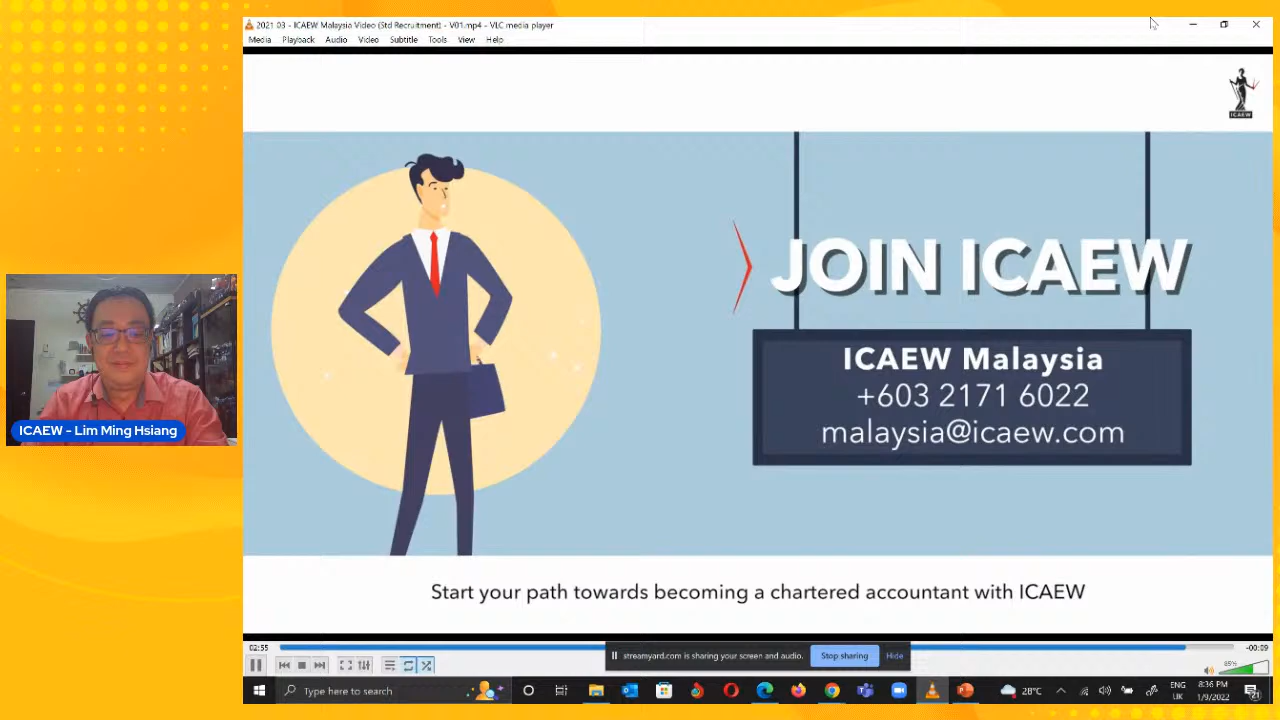 2021 03 - ICAEW Malaysia Video (Std Recruitment) - V01.mp4 - VLC media player
Media Playback Audio Video Subtitle Tools View Help
ICAEW
JOIN ICAEW
ICAEW Malaysia
+603 2171 6022
malaysia@icaew.com
ICAEW - Lim Ming Hsiang
Start your path towards becoming a chartered accountant with ICAEW
02:55
-00:09
streamyard.com is sharing your screen and audio. Stop sharing Hide
85%
Type here to search
28°C
ENG
UK
8:36 PM
1/9/2022
21